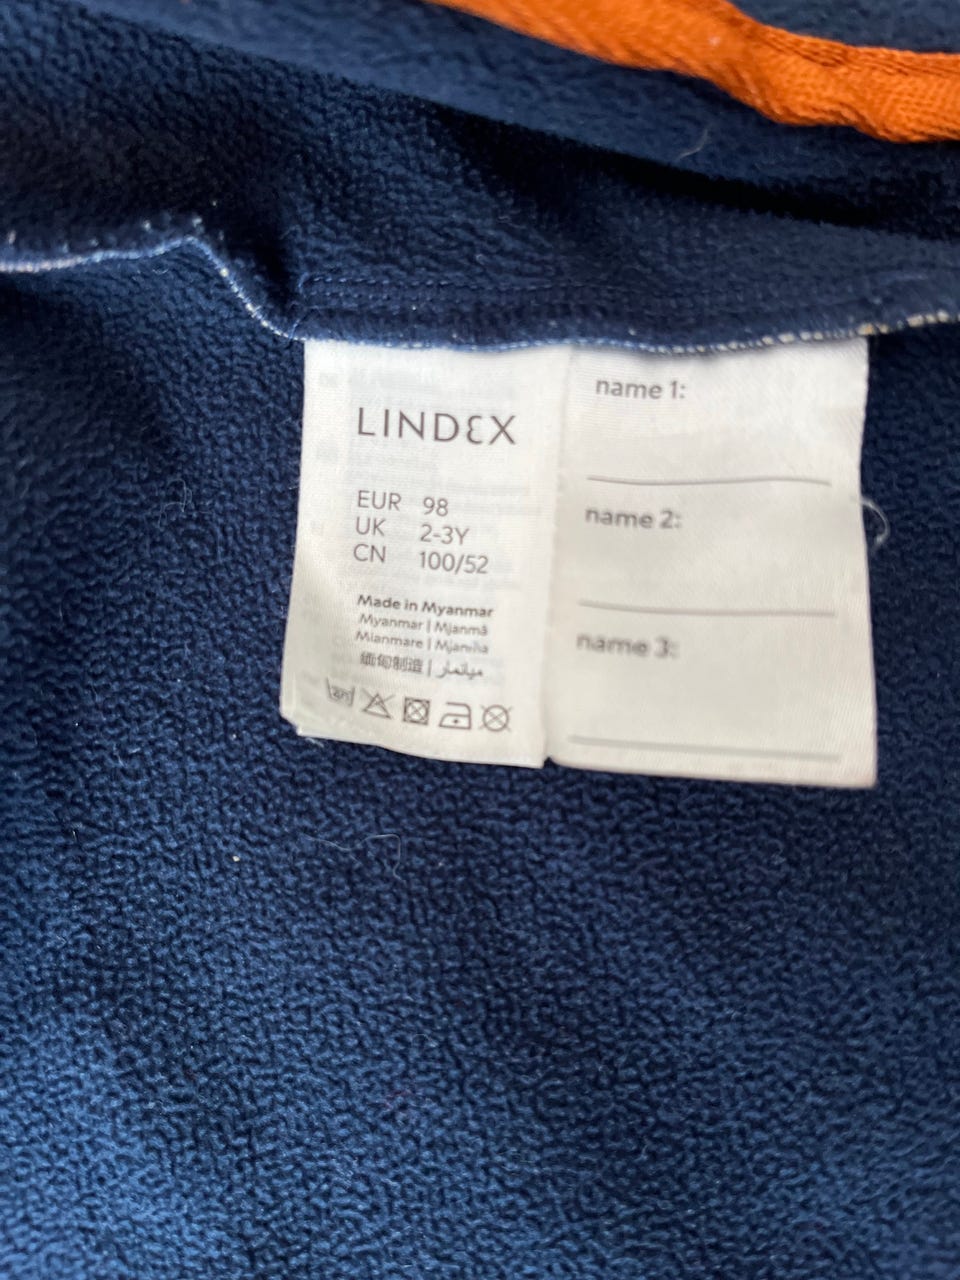 LINDEX
EUR 98
UK 2-3Y
CN 100/52
Made in Myanmar
Myanmar | Mjanmá
Mianmare | Mjanma
缅甸制造 | ميانمار
name 1:
name 2:
name 3: